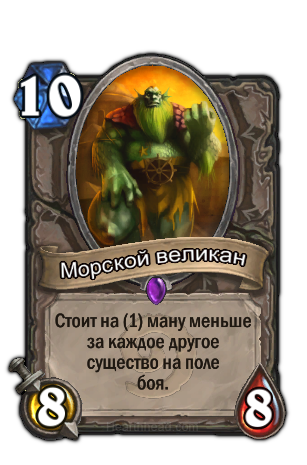 10
Морской великан
Стоит на (1) ману меньше
за каждое другое
существо на поле
боя.
8
8